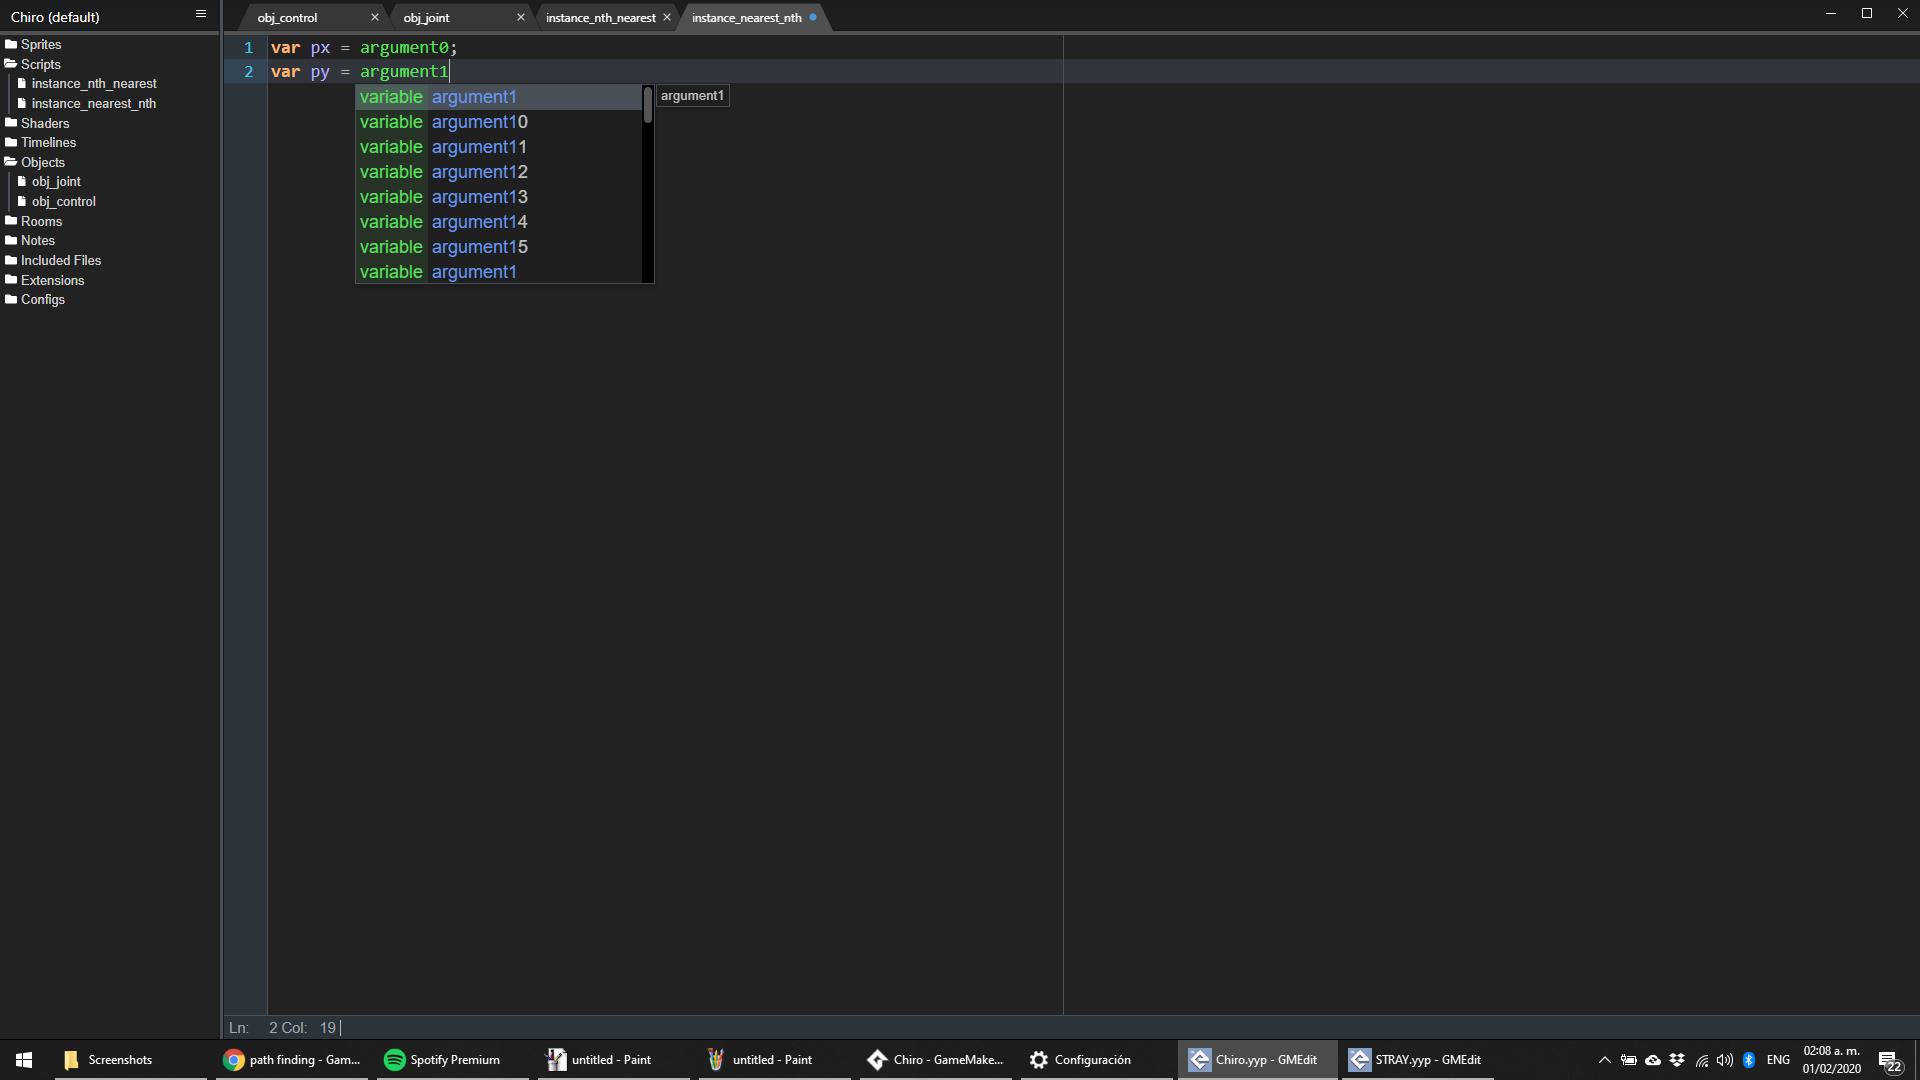 Chiro (default)
obj_control
obj_joint
instance_nth_nearest
instance_nearest_nth
Sprites
Scripts
instance_nth_nearest
instance_nearest_nth
Shaders
Timelines
Objects
obj_joint
obj_control
Rooms
Notes
Included Files
Extensions
Configs
1 var px = argument0;
2 var py = argument1
variable argument1
variable argument10
variable argument11
variable argument12
variable argument13
variable argument14
variable argument15
variable argument1
argument1
Ln: 2 Col: 19
Screenshots
path finding - Gam...
Spotify Premium
untitled - Paint
untitled - Paint
Chiro - GameMake...
Configuración
Chiro.yyp - GMEdit
STRAY.yyp - GMEdit
ENG
02:08 a. m.
01/02/2020
22